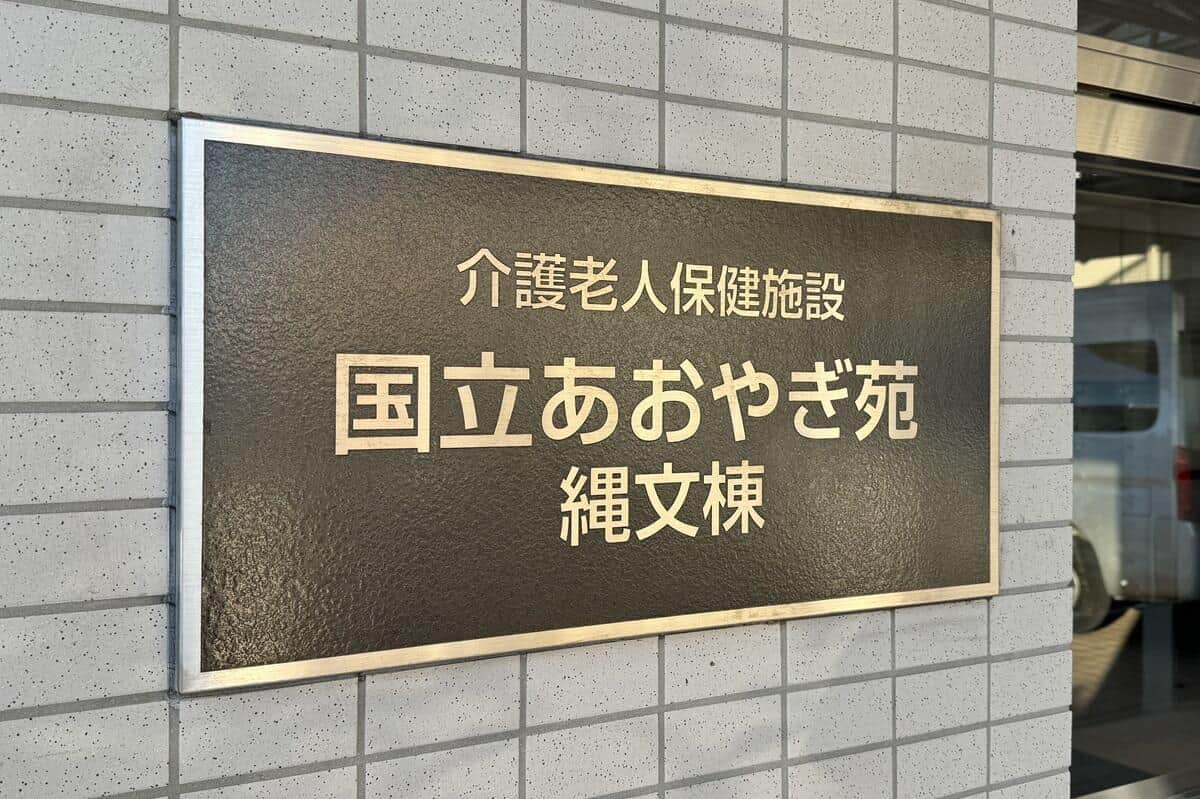 介護老人保健施設
国立あおやぎ苑
縄文棟